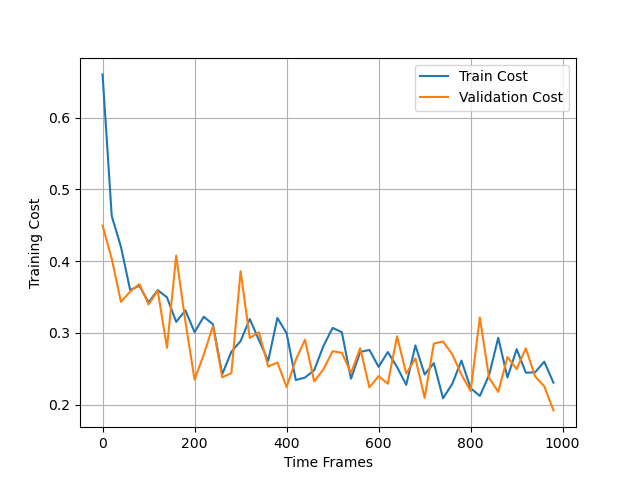 Train Cost
Validation Cost
0.6
0.5
0.4
0.3
0.2
Training Cost
0 200 400 600 800 1000
Time Frames